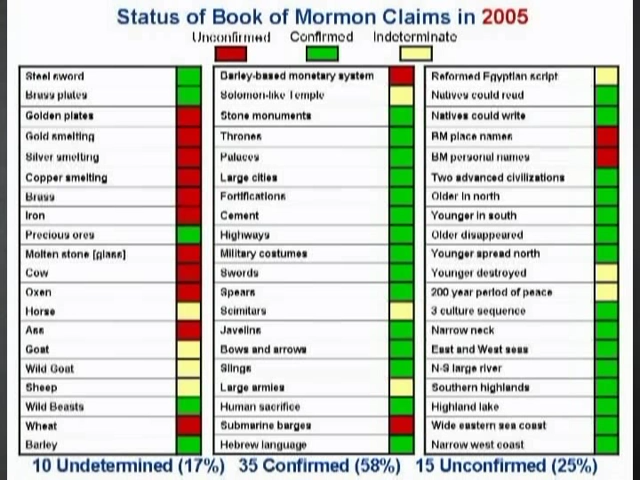 Status of Book of Mormon Claims in 2005
Unconfirmed Confirmed Indeterminate
Steel sword
Brass plates
Golden plates
Gold smelting
Silver smelting
Copper smelting
Brass
Iron
Precious ores
Molten stone [glass]
Cow
Oxen
Horse
Ass
Goat
Wild Goat
Sheep
Wild Beasts
Wheat
Barley
Barley-based monetary system
Solomon-like Temple
Stone monuments
Thrones
Palaces
Large cities
Fortifications
Cement
Highways
Military costumes
Swords
Spears
Scimitars
Javelins
Bows and arrows
Slings
Large armies
Human sacrifice
Submarine barges
Hebrew language
Reformed Egyptian script
Natives could read
Natives could write
BM place names
BM personal names
Two advanced civilizations
Older in north
Younger in south
Older disappeared
Younger spread north
Younger destroyed
200 year period of peace
3 culture sequence
Narrow neck
East and West seas
N-S large river
Southern highlands
Highland lake
Wide eastern sea coast
Narrow west coast
10 Undetermined (17%) 35 Confirmed (58%) 15 Unconfirmed (25%)